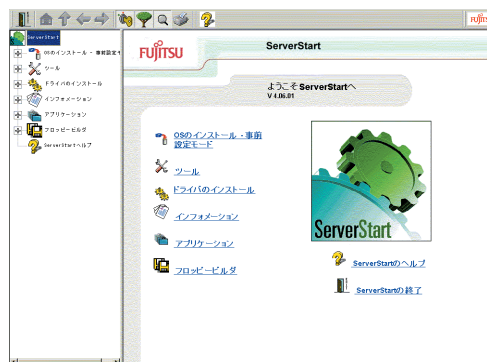 FUJITSU
ServerStart
OSのインストール - 事前設定モ
ツール
ドライバのインストール
インフォメーション
アプリケーション
フロッピービルダ
ServerStartヘルプ
FUJITSU
ServerStart
ようこそ ServerStartへ
V 4.06.01
OSのインストール - 事前
設定モード
ツール
ドライバのインストール
インフォメーション
アプリケーション
フロッピービルダ
ServerStart
ServerStartのヘルプ
ServerStartの終了